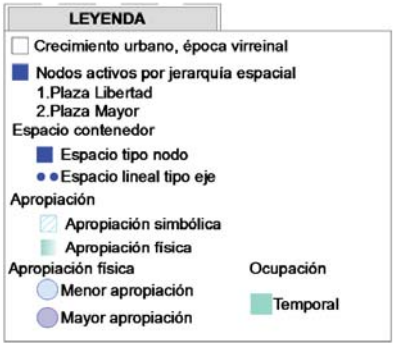 LEYENDA
Crecimiento urbano, época virreinal
Nodos activos por jerarquía espacial
1.Plaza Libertad
2.Plaza Mayor
Espacio contenedor
Espacio tipo nodo
Espacio lineal tipo eje
Apropiación
Apropiación simbólica
Apropiación física
Apropiación física
Menor apropiación
Mayor apropiación
Ocupación
Temporal